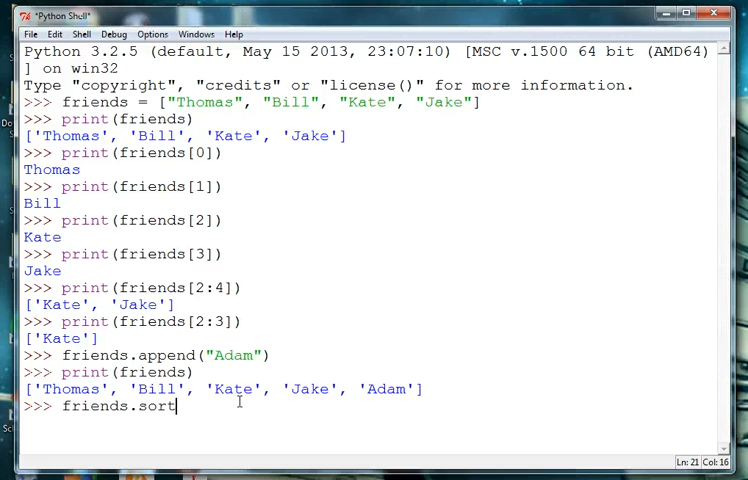 *Python Shell*
File Edit Shell Debug Options Windows Help
Python 3.2.5 (default, May 15 2013, 23:07:10) [MSC v.1500 64 bit (AMD64)
] on win32
Type "copyright", "credits" or "license()" for more information.
>>> friends = ["Thomas", "Bill", "Kate", "Jake"]
>>> print(friends)
['Thomas', 'Bill', 'Kate', 'Jake']
>>> print(friends[0])
Thomas
>>> print(friends[1])
Bill
>>> print(friends[2])
Kate
>>> print(friends[3])
Jake
>>> print(friends[2:4])
['Kate', 'Jake']
>>> print(friends[2:3])
['Kate']
>>> friends.append("Adam")
>>> print(friends)
['Thomas', 'Bill', 'Kate', 'Jake', 'Adam']
>>> friends.sort
Ln: 21 Col: 16